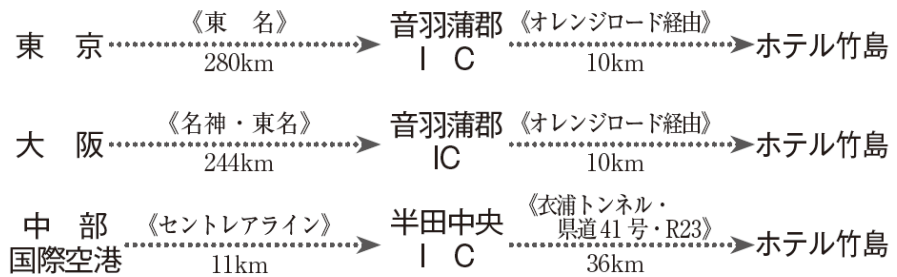 東 京 《東 名》 280km 音羽蒲郡 I C 《オレンジロード経由》 10km ホテル竹島
大 阪 《名神・東名》 244km 音羽蒲郡 IC 《オレンジロード経由》 10km ホテル竹島
中 部 国際空港 《セントレアライン》 11km 半田中央 I C 《衣浦トンネル・県道41号・R23》 36km ホテル竹島